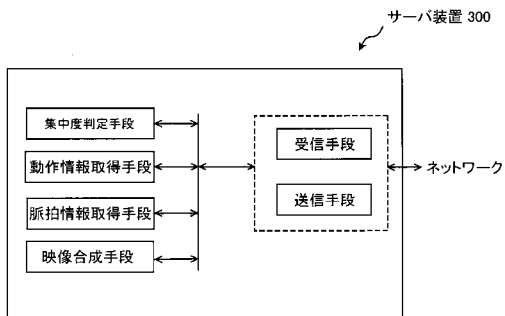 サーバ装置 300
集中度判定手段
動作情報取得手段
脈拍情報取得手段
映像合成手段
受信手段
送信手段
ネットワーク